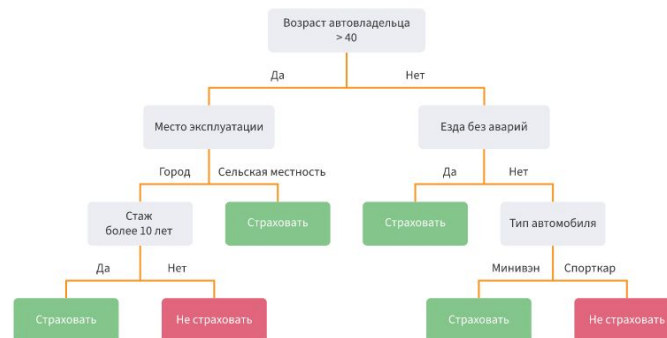 Возраст автовладельца
> 40
Да
Нет
Место эксплуатации
Езда без аварий
Город
Сельская местность
Да
Нет
Стаж
более 10 лет
Страховать
Страховать
Тип автомобиля
Да
Нет
Минивэн
Спорткар
Страховать
Не страховать
Страховать
Не страховать